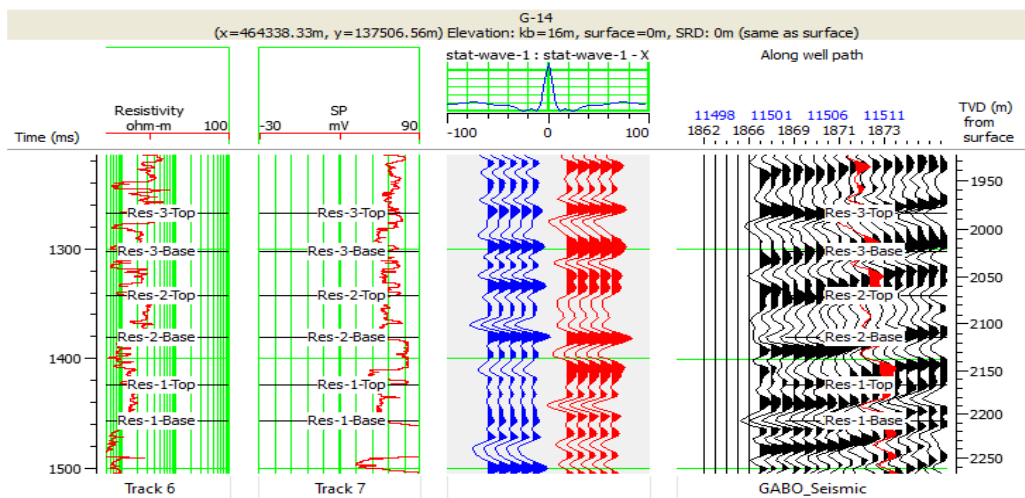 G-14
(x=464338.33m, y=137506.56m) Elevation: kb=16m, surface=0m, SRD: 0m (same as surface)
stat-wave-1 : stat-wave-1 - X
Along well path
Resistivity
ohm-m 100
SP
-30 mV 90
-100 0 100
11498 11501 11506 11511
1862 1866 1869 1871 1873
TVD (m)
from
surface
Time (ms)
1950
Res-3-Top Res-3-Top Res-3-Top
2000
1300 Res-3-Base Res-3-Base Res-3-Base
2050
Res-2-Top Res-2-Top Res-2-Top
2100
Res-2-Base Res-2-Base Res-2-Base
1400
2150
Res-1-Top Res-1-Top Res-1-Top
2200
Res-1-Base Res-1-Base Res-1-Base
2250
1500
Track 6 Track 7 GABO_Seismic